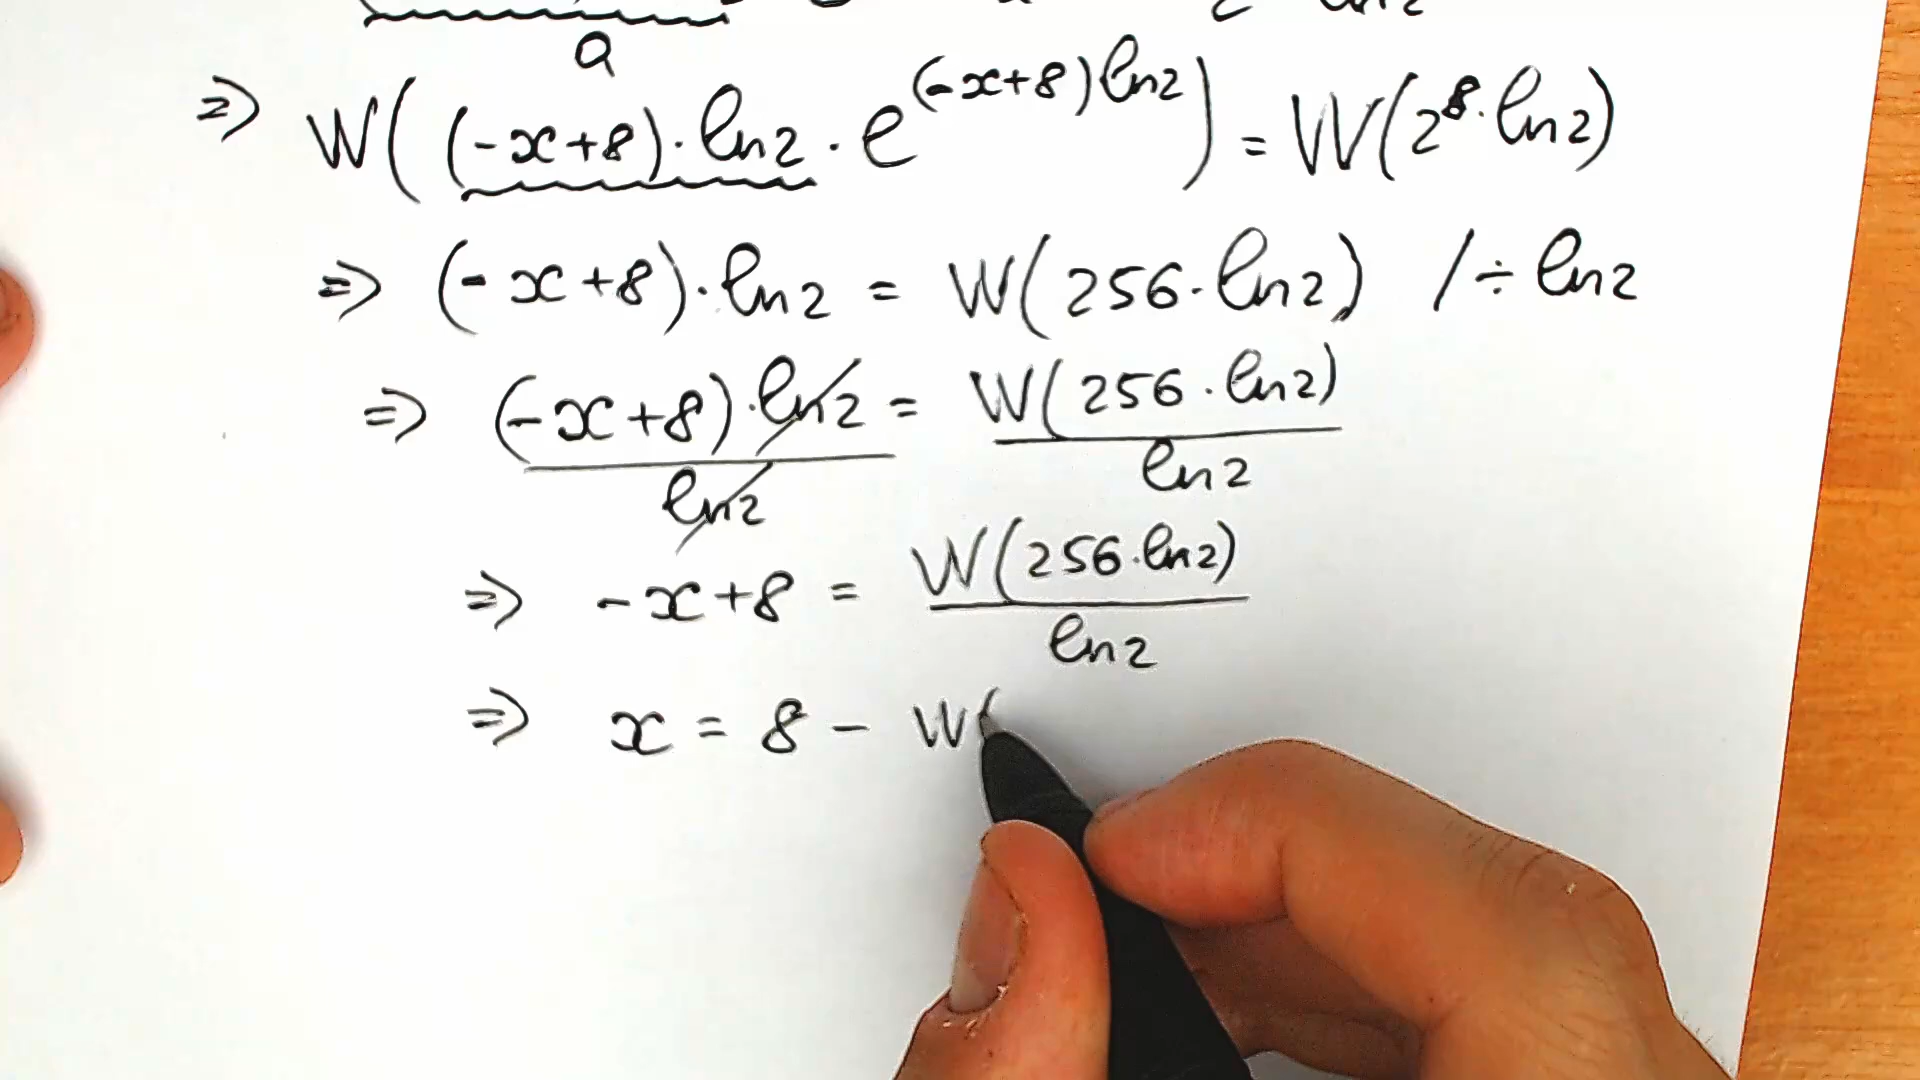 a
=> W((-x+8)·ln2·e^(-x+8)ln2) = W(2^8·ln2)
=> (-x+8)·ln2 = W(256·ln2) /÷ ln2
=> (-x+8)·ln2 = W(256·ln2)
ln2 ln2
=> -x+8 = W(256·ln2)
ln2
=> x = 8 - W(